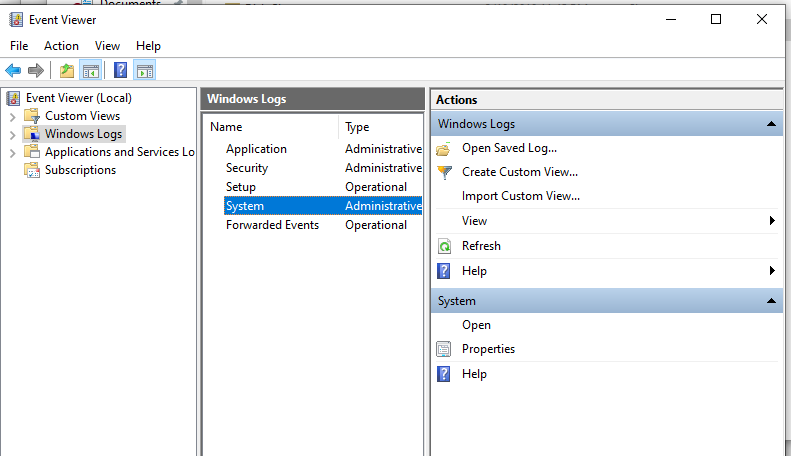 Documents
Event Viewer
File Action View Help
Event Viewer (Local)
Custom Views
Windows Logs
Applications and Services Lo
Subscriptions
Windows Logs
Name Type
Application Administrative
Security Administrative
Setup Operational
System Administrative
Forwarded Events Operational
Actions
Windows Logs
Open Saved Log...
Create Custom View...
Import Custom View...
View
Refresh
Help
System
Open
Properties
Help